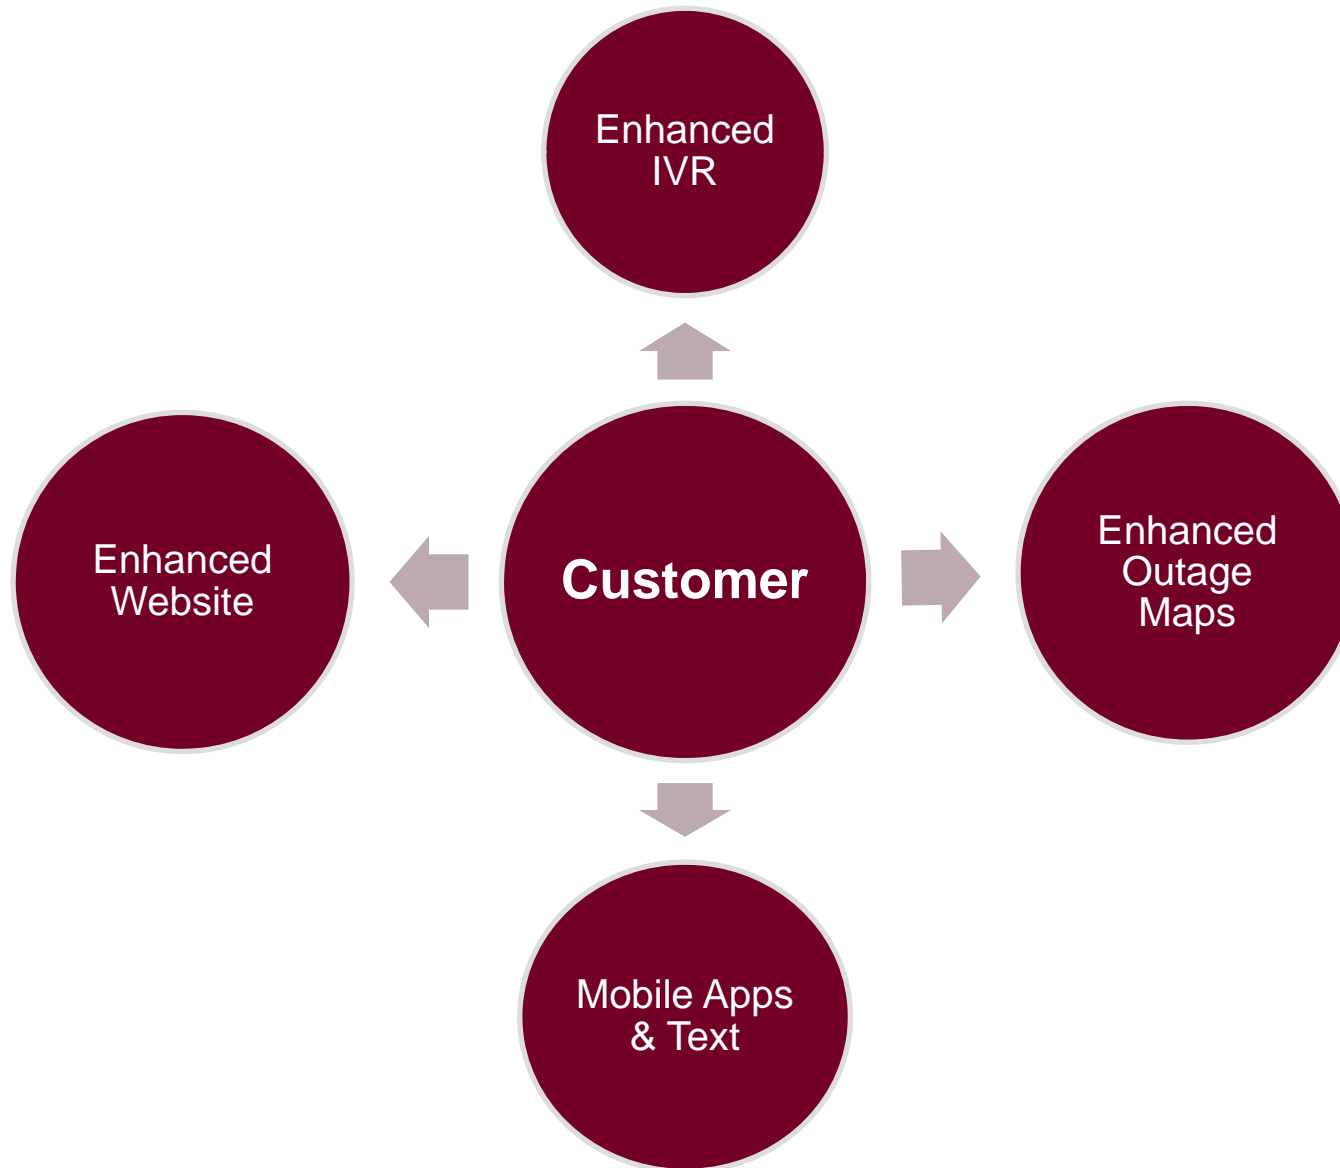 Enhanced
IVR
Enhanced
Website
Customer
Enhanced
Outage
Maps
Mobile Apps
& Text